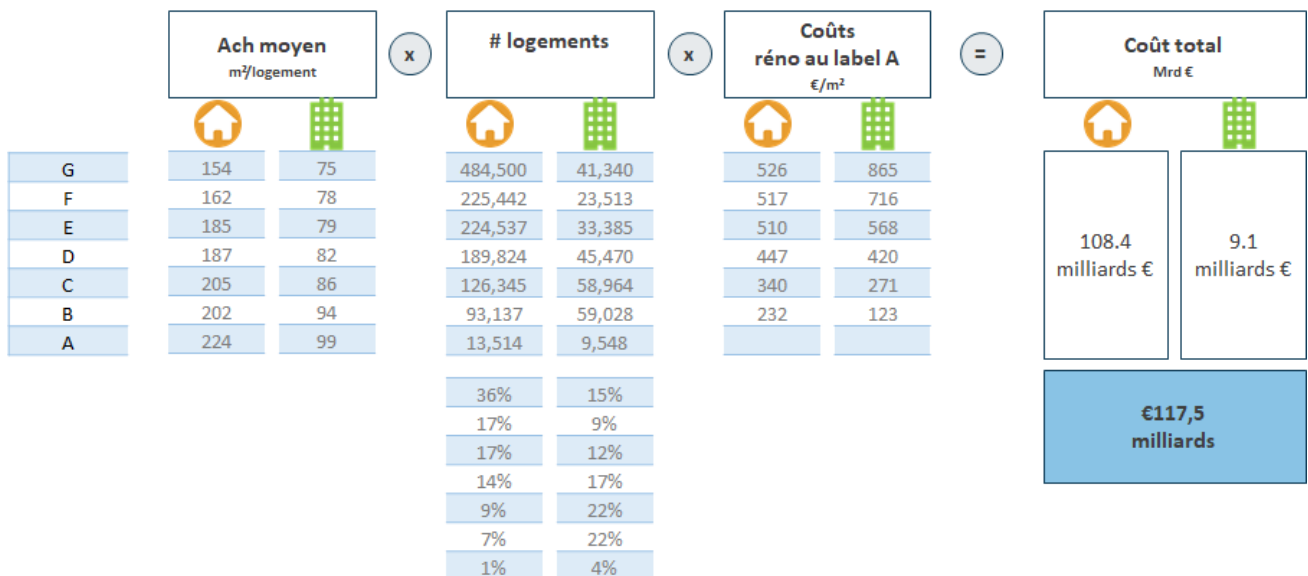 Ach moyen
m²/logement
x
# logements
x
Coûts
réno au label A
€/m²
=
Coût total
Mrd €
G 154 75 484,500 41,340 526 865
F 162 78 225,442 23,513 517 716
E 185 79 224,537 33,385 510 568
D 187 82 189,824 45,470 447 420
C 205 86 126,345 58,964 340 271
B 202 94 93,137 59,028 232 123
A 224 99 13,514 9,548
108.4
milliards €
9.1
milliards €
36% 15%
17% 9%
17% 12%
14% 17%
9% 22%
7% 22%
1% 4%
€117,5
milliards